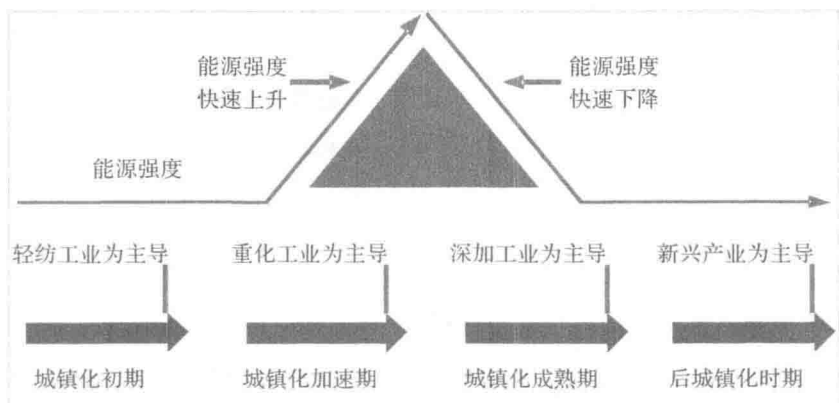 能源强度
快速上升
能源强度
快速下降
能源强度
轻纺工业为主导
重化工业为主导
深加工业为主导
新兴产业为主导
城镇化初期
城镇化加速期
城镇化成熟期
后城镇化时期